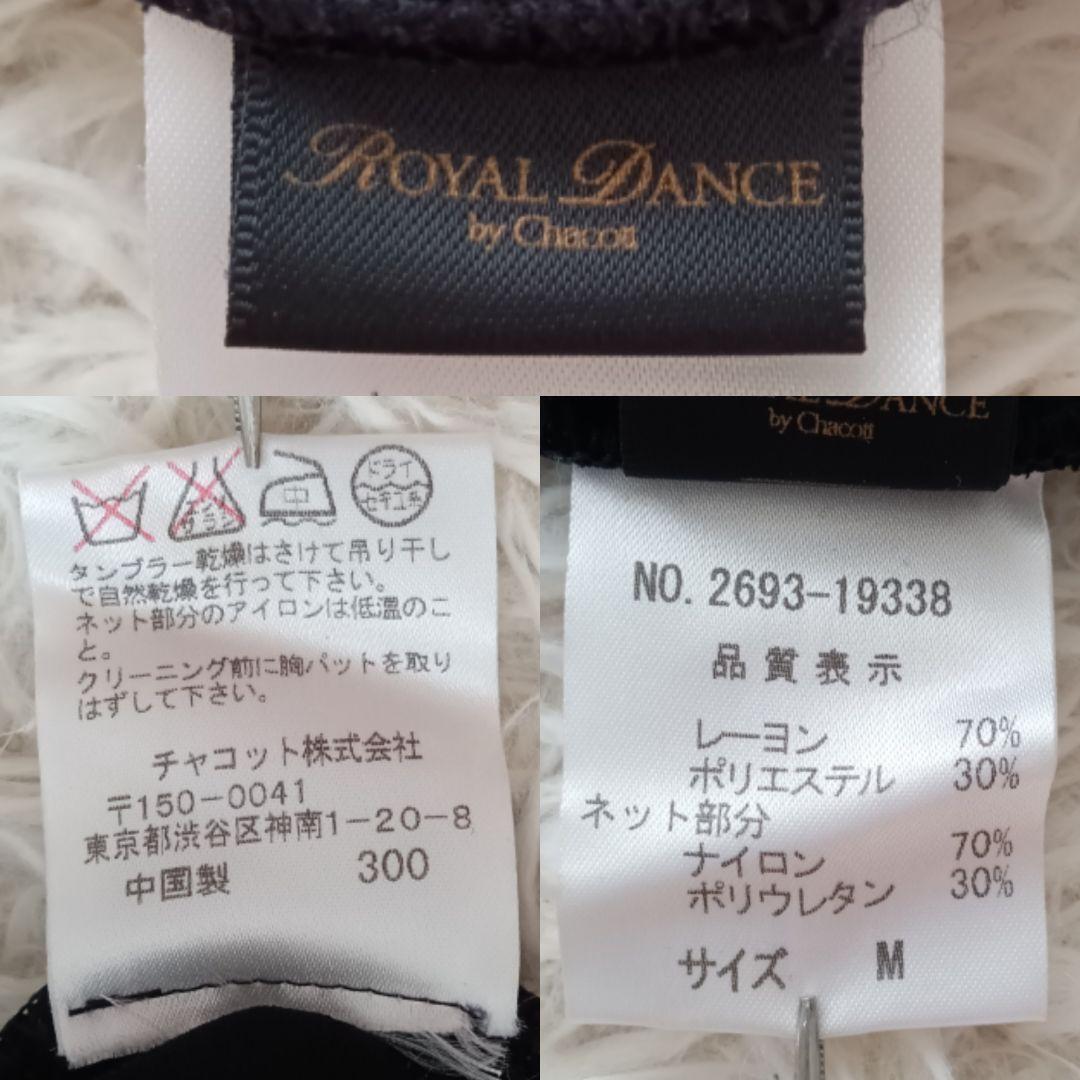 ROYAL DANCE
by Chacott
エンソ
サラシ
中
ドライ
セキユ系
タンブラー乾燥はさけて吊り干し
で自然乾燥を行って下さい。
ネット部分のアイロンは低温のこ
と。
クリーニング前に胸パットを取り
はずして下さい。
チャコット株式会社
〒150-0041
東京都渋谷区神南1-20-8
中国製 300
DANCE
by Chacott
NO. 2693-19338
品質表示
レーヨン 70%
ポリエステル 30%
ネット部分
ナイロン 70%
ポリウレタン 30%
サイズ M